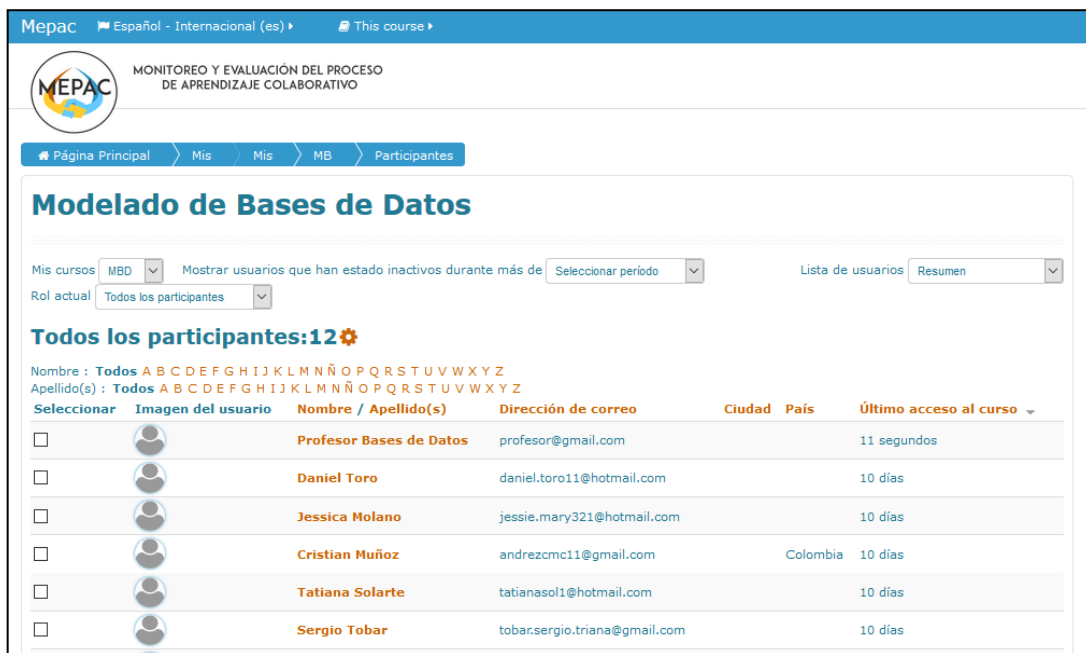 Mepac Español - Internacional (es) This course
MEPAC
MONITOREO Y EVALUACIÓN DEL PROCESO
DE APRENDIZAJE COLABORATIVO
Página Principal Mis Mis MB Participantes
Modelado de Bases de Datos
Mis cursos MBD Mostrar usuarios que han estado inactivos durante más de Seleccionar período Lista de usuarios Resumen
Rol actual Todos los participantes
Todos los participantes:12
Nombre : Todos A B C D E F G H I J K L M N Ñ O P Q R S T U V W X Y Z
Apellido(s) : Todos A B C D E F G H I J K L M N Ñ O P Q R S T U V W X Y Z
Seleccionar Imagen del usuario Nombre / Apellido(s) Dirección de correo Ciudad País Último acceso al curso
Profesor Bases de Datos profesor@gmail.com 11 segundos
Daniel Toro daniel.toro11@hotmail.com 10 días
Jessica Molano jessie.mary321@hotmail.com 10 días
Cristian Muñoz andrezcmc11@gmail.com Colombia 10 días
Tatiana Solarte tatianasol1@hotmail.com 10 días
Sergio Tobar tobar.sergio.triana@gmail.com 10 días